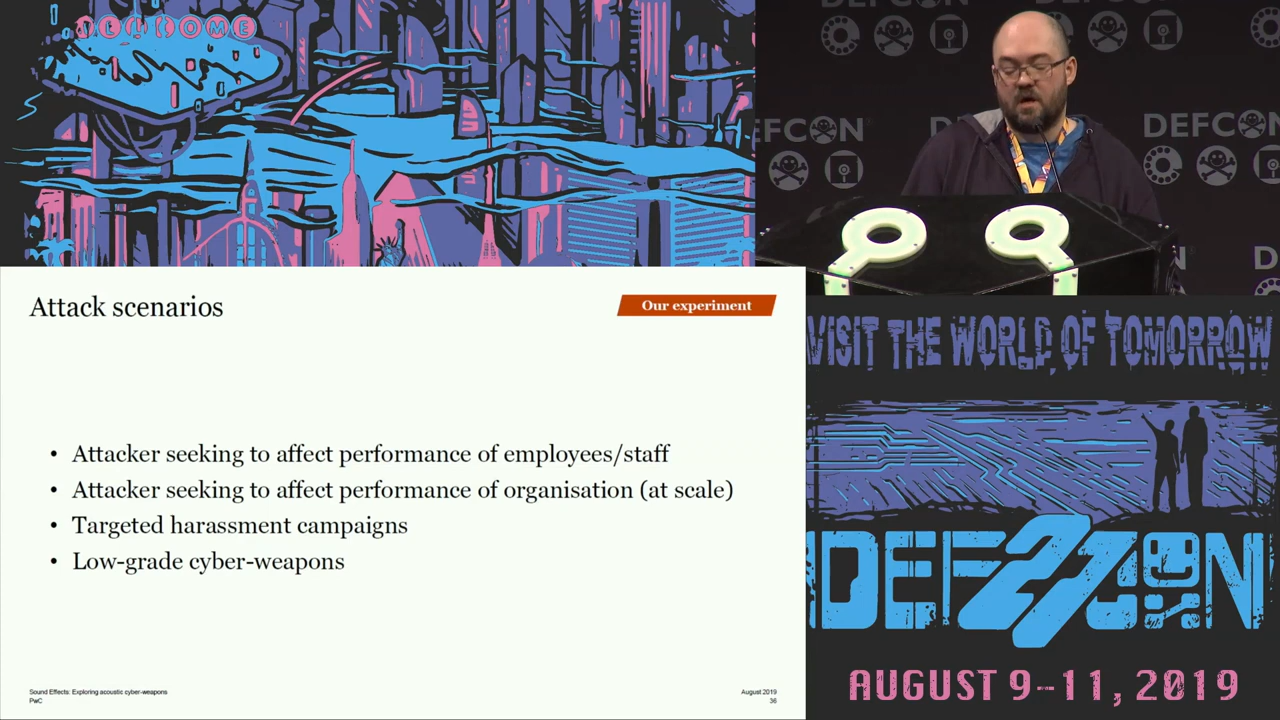 WELCOME
DEFCON
DEFCON
Attack scenarios
Our experiment
VISIT THE WORLD OF TOMORROW
• Attacker seeking to affect performance of employees/staff
• Attacker seeking to affect performance of organisation (at scale)
• Targeted harassment campaigns
• Low-grade cyber-weapons
DEF27CON
AUGUST 9-11, 2019
Sound Effects: Exploring acoustic cyber-weapons
PwC
August 2019
36